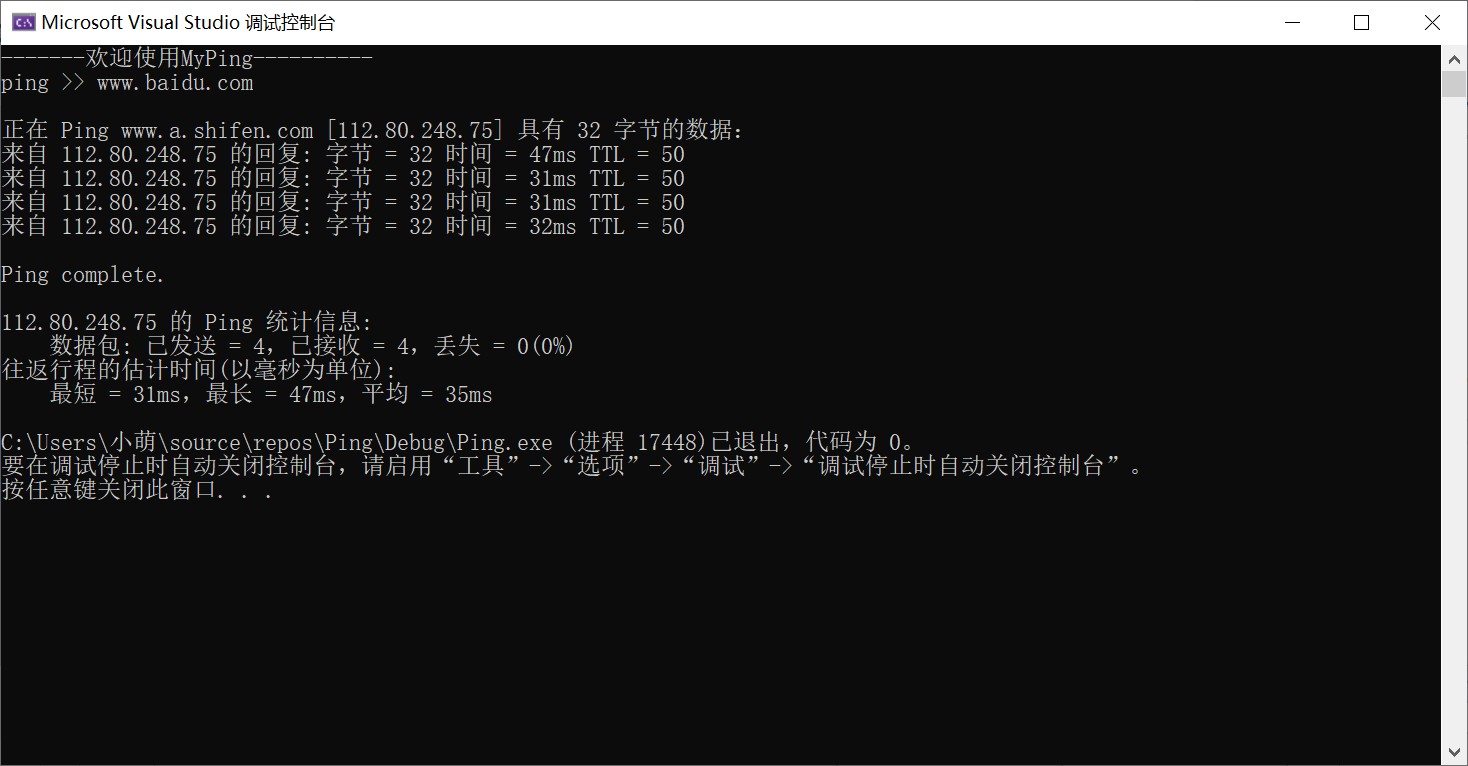 Microsoft Visual Studio 调试控制台
-------欢迎使用MyPing----------
ping >> www.baidu.com
正在 Ping www.a.shifen.com [112.80.248.75] 具有 32 字节的数据:
来自 112.80.248.75 的回复: 字节 = 32 时间 = 47ms TTL = 50
来自 112.80.248.75 的回复: 字节 = 32 时间 = 31ms TTL = 50
来自 112.80.248.75 的回复: 字节 = 32 时间 = 31ms TTL = 50
来自 112.80.248.75 的回复: 字节 = 32 时间 = 32ms TTL = 50
Ping complete.
112.80.248.75 的 Ping 统计信息:
数据包: 已发送 = 4, 已接收 = 4, 丢失 = 0(0%)
往返行程的估计时间(以毫秒为单位):
最短 = 31ms, 最长 = 47ms, 平均 = 35ms
C:\Users\小萌\source\repos\Ping\Debug\Ping.exe (进程 17448)已退出，代码为 0。
要在调试停止时自动关闭控制台，请启用“工具”->“选项”->“调试”->“调试停止时自动关闭控制台”。
按任意键关闭此窗口. . .